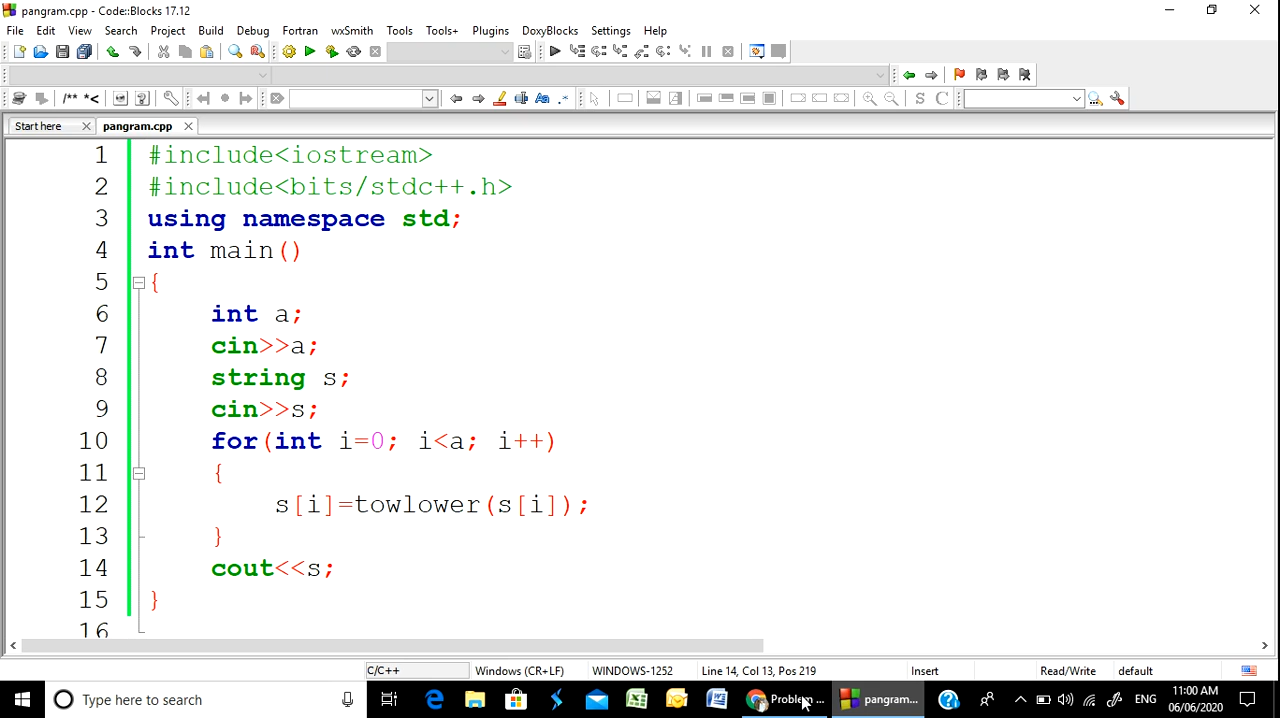 pangram.cpp - Code::Blocks 17.12
File Edit View Search Project Build Debug Fortran wxSmith Tools Tools+ Plugins DoxyBlocks Settings Help
/** *< S C
Start here pangram.cpp
1 #include<iostream>
2 #include<bits/stdc++.h>
3 using namespace std;
4 int main()
5 {
6 int a;
7 cin>>a;
8 string s;
9 cin>>s;
10 for(int i=0; i<a; i++)
11 {
12 s[i]=towlower(s[i]);
13 }
14 cout<<s;
15 }
16
C/C++ Windows (CR+LF) WINDOWS-1252 Line 14, Col 13, Pos 219 Insert Read/Write default
Type here to search Problem ... pangram... ENG 11:00 AM
06/06/2020